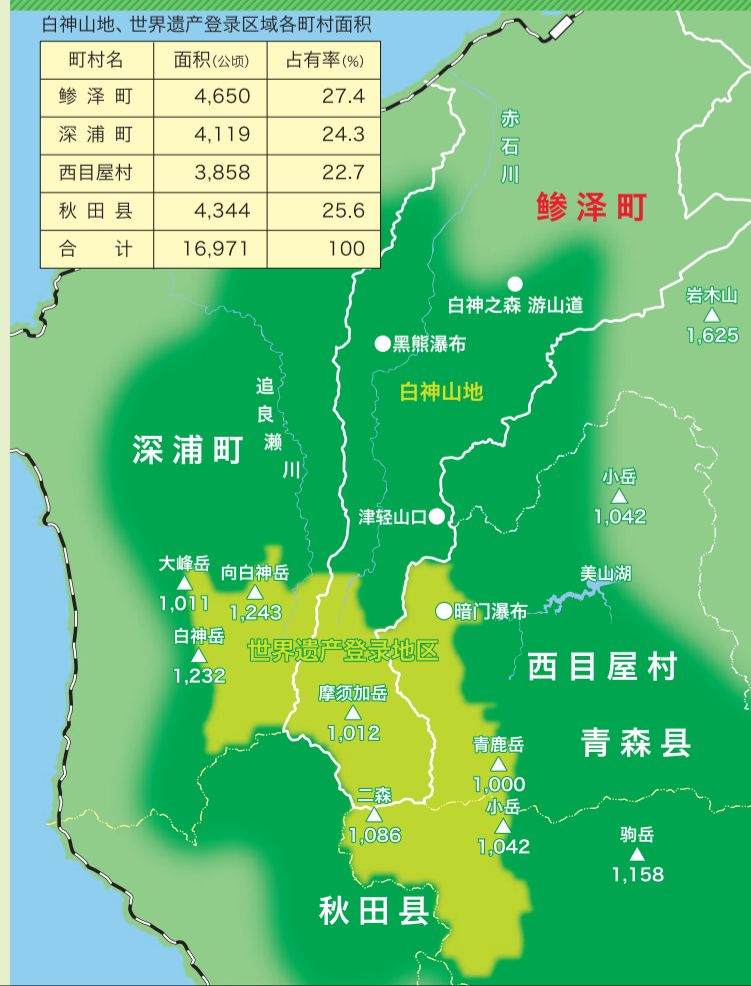 白神山地、世界遗产登录区域各町村面积
町村名 面积(公顷) 占有率(%)
鲹泽町 4,650 27.4
深浦町 4,119 24.3
西目屋村 3,858 22.7
秋田县 4,344 25.6
合计 16,971 100
赤石川
鲹泽町
白神之森 游山道
岩木山
1,625
黑熊瀑布
白神山地
追良濑川
深浦町
小岳
1,042
津轻山口
大峰岳
1,011
向白神岳
1,243
美山湖
暗门瀑布
白神岳
1,232
世界遗产登录地区
西目屋村
摩须加岳
1,012
青森县
青鹿岳
1,000
二森
1,086
小岳
1,042
驹岳
1,158
秋田县